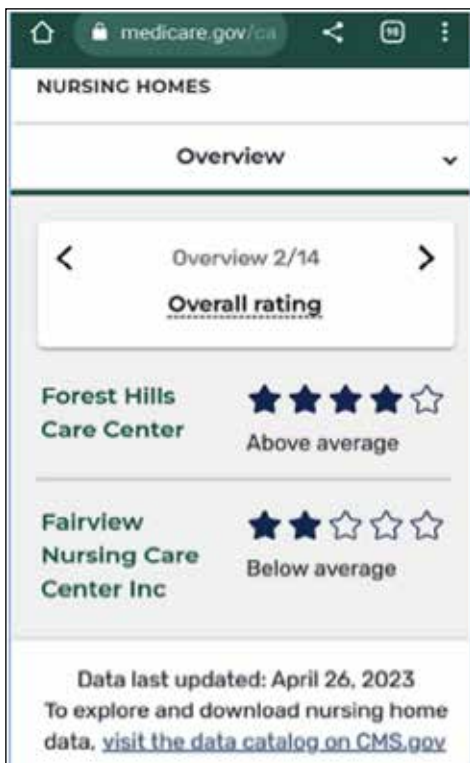 medicare.gov/ca
98
NURSING HOMES
Overview
Overview 2/14
Overall rating
Forest Hills
Care Center
Above average
Fairview
Nursing Care
Center Inc
Below average
Data last updated: April 26, 2023
To explore and download nursing home
data, visit the data catalog on CMS.gov